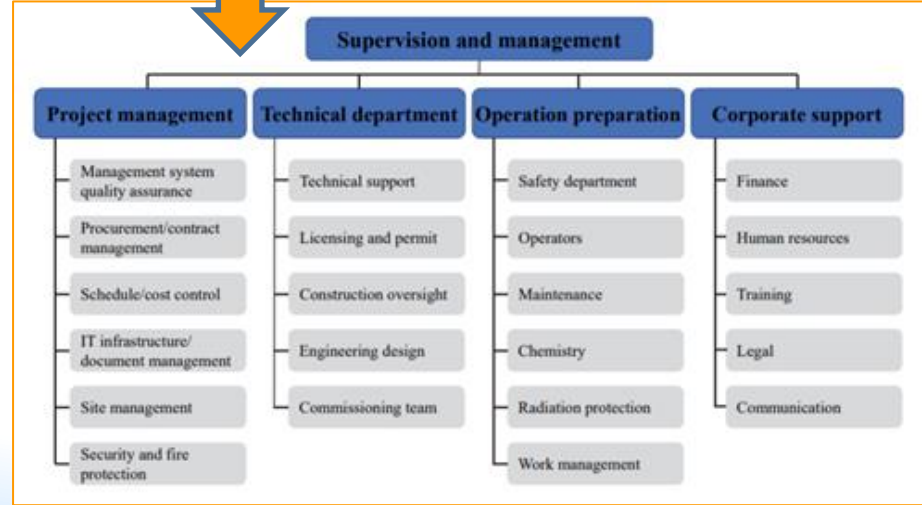 Supervision and management
Project management
Technical department
Operation preparation
Corporate support
Management system
quality assurance
Procurement/contract
management
Schedule/cost control
IT infrastructure/
document management
Site management
Security and fire
protection
Technical support
Licensing and permit
Construction oversight
Engineering design
Commissioning team
Safety department
Operators
Maintenance
Chemistry
Radiation protection
Work management
Finance
Human resources
Training
Legal
Communication